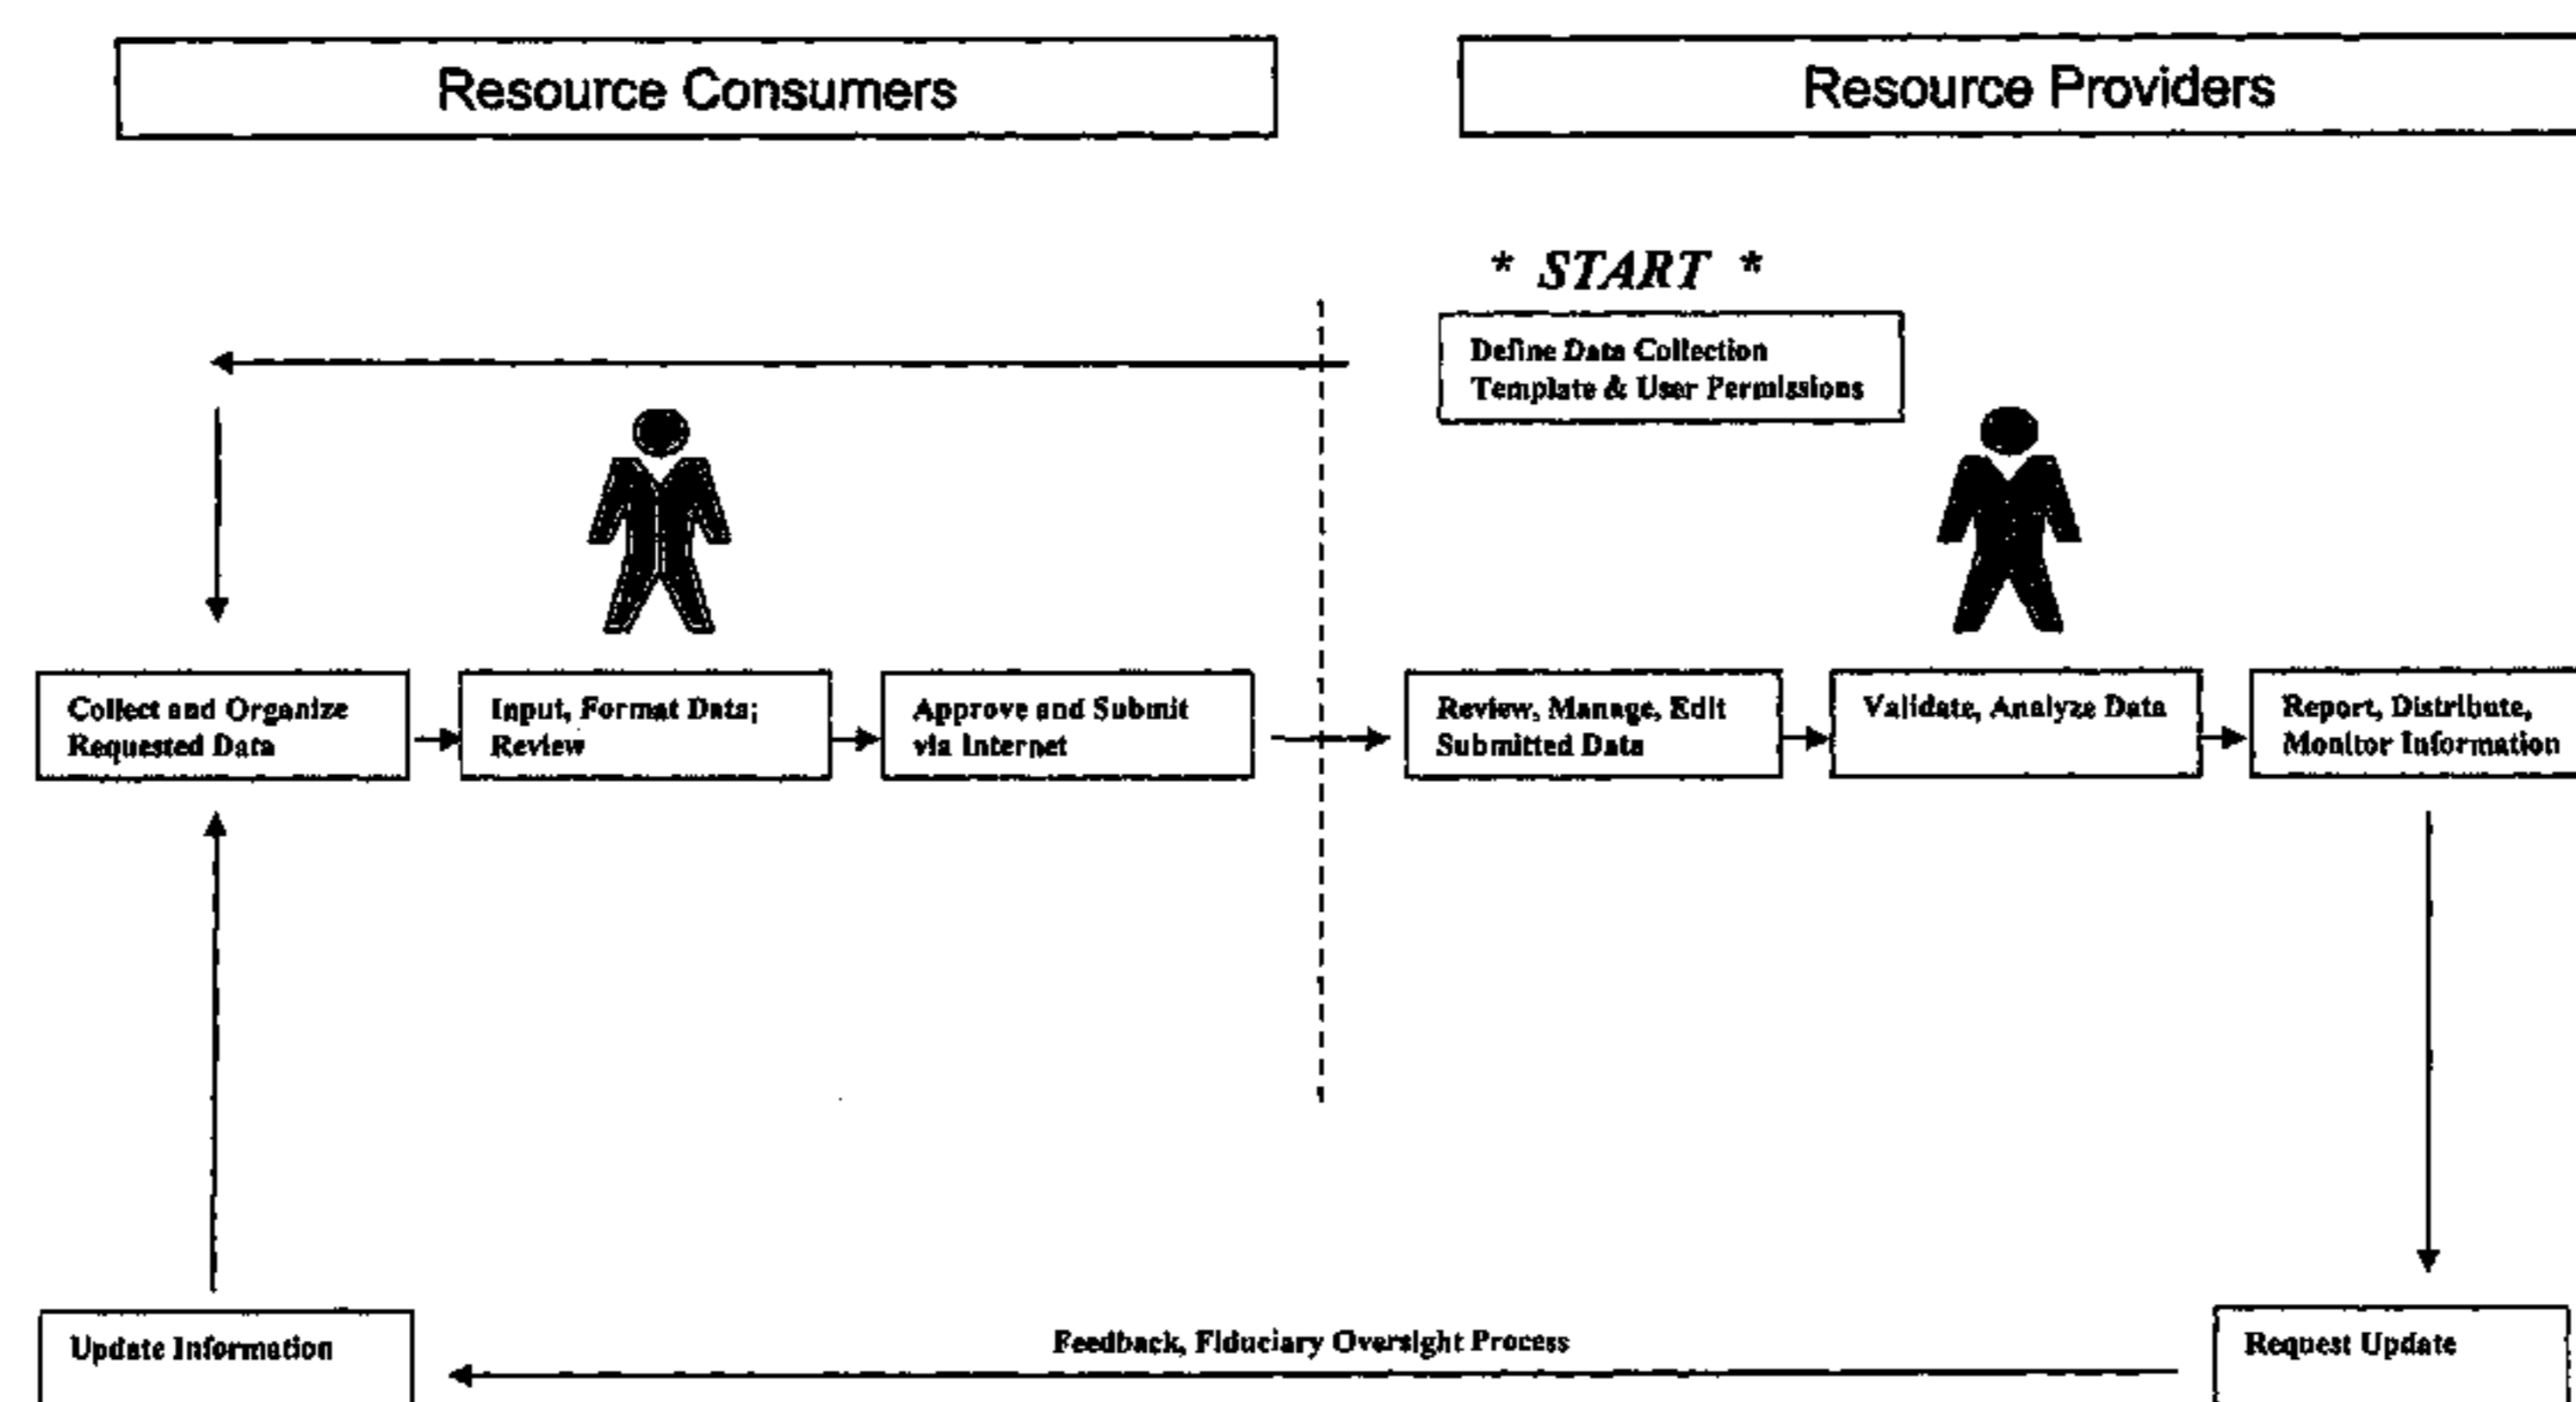 Resource Consumers
Resource Providers
* START *
Define Data Collection
Template & User Permissions
Collect and Organize
Requested Data
Input, Format Data;
Review
Approve and Submit
via Internet
Review, Manage, Edit
Submitted Data
Validate, Analyze Data
Report, Distribute,
Monitor Information
Update Information
Feedback, Fiduciary Oversight Process
Request Update